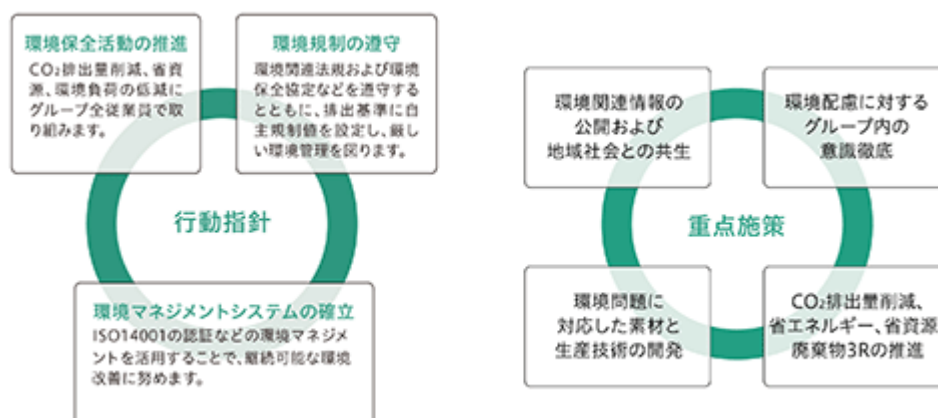 環境保全活動の推進
CO₂排出量削減、省資
源、環境負荷の低減に
グループ全従業員で取
り組みます。
環境規制の遵守
環境関連法規および環境
保全協定などを遵守する
とともに、排出基準に自
主規制値を設定し、厳し
い環境管理を図ります。
行動指針
環境マネジメントシステムの確立
ISO14001の認証などの環境マネジメ
ントを活用することで、継続可能な環境
改善に努めます。
環境関連情報の
公開および
地域社会との共生
環境配慮に対する
グループ内の
意識徹底
重点施策
環境問題に
対応した素材と
生産技術の開発
CO₂排出量削減、
省エネルギー、省資源
廃棄物3Rの推進